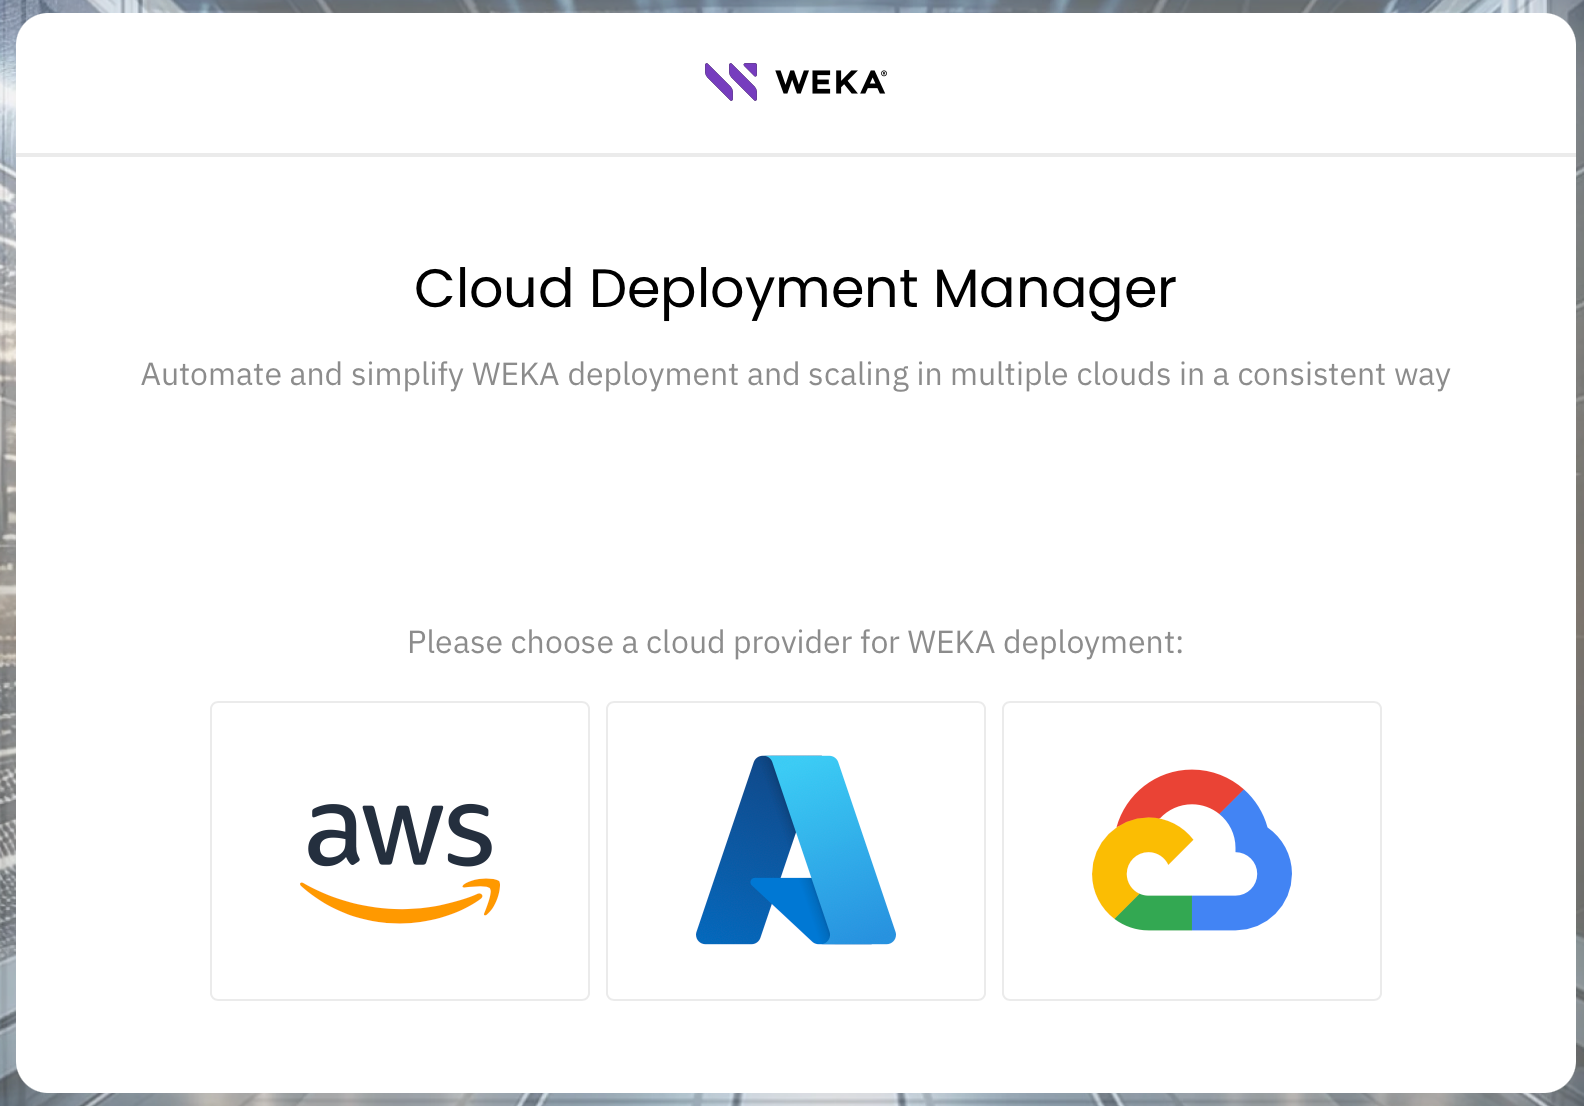 WEKA®
Cloud Deployment Manager
Automate and simplify WEKA deployment and scaling in multiple clouds in a consistent way
Please choose a cloud provider for WEKA deployment:
aws